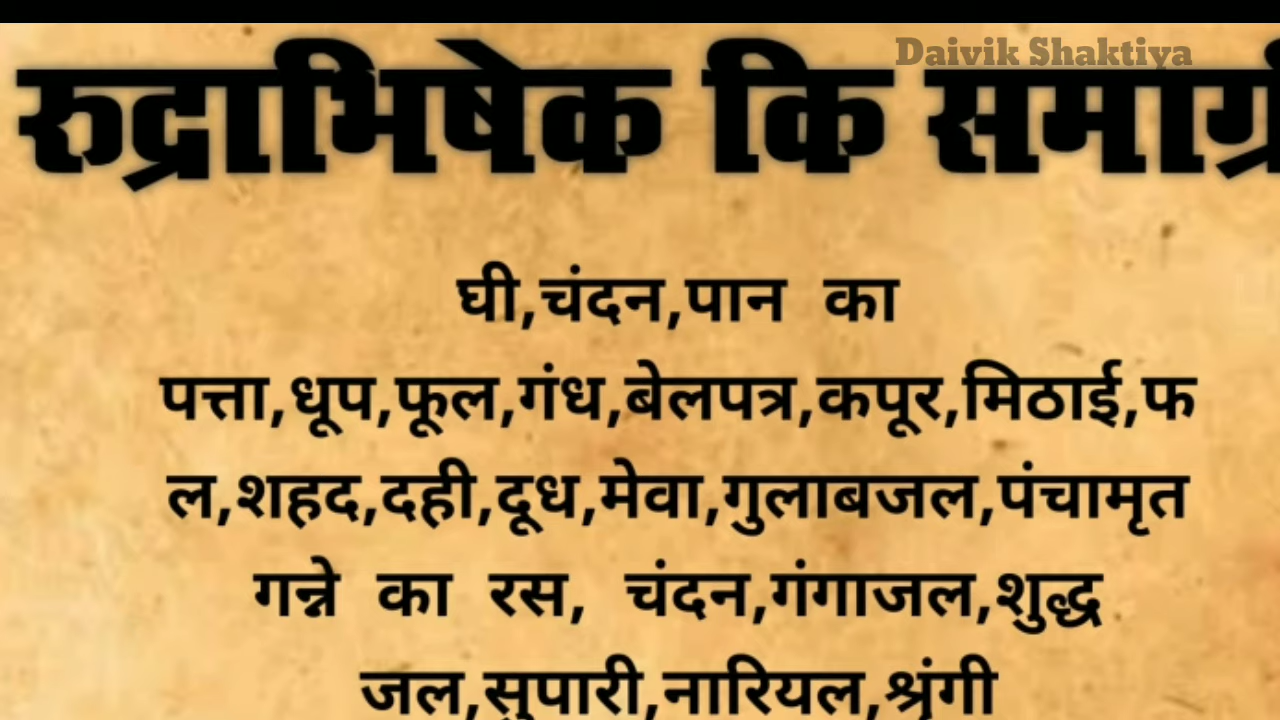 Daivik Shaktiya
रुद्राभिषेक कि समाग्री
घी,चंदन,पान का
पत्ता,धूप,फूल,गंध,बेलपत्र,कपूर,मिठाई,फ
ल,शहद,दही,दूध,मेवा,गुलाबजल,पंचामृत
गन्ने का रस, चंदन,गंगाजल,शुद्ध
जल,सुपारी,नारियल,श्रृंगी